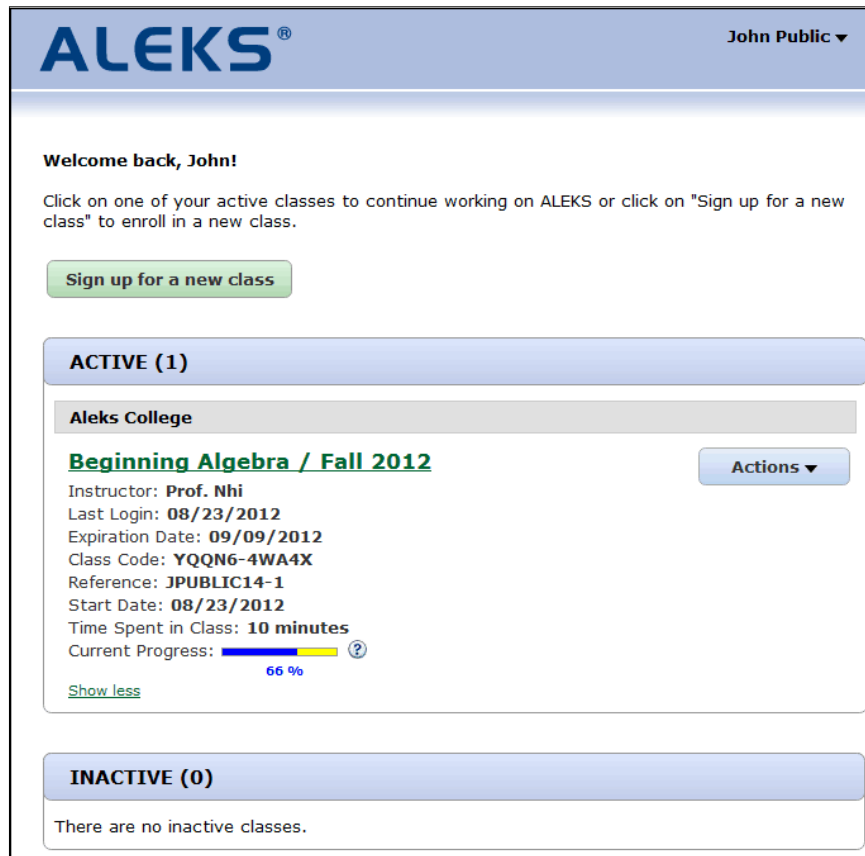 ALEKS®
John Public
Welcome back, John!
Click on one of your active classes to continue working on ALEKS or click on "Sign up for a new
class" to enroll in a new class.
Sign up for a new class
ACTIVE (1)
Aleks College
Beginning Algebra / Fall 2012
Actions
Instructor: Prof. Nhi
Last Login: 08/23/2012
Expiration Date: 09/09/2012
Class Code: YQQN6-4WA4X
Reference: JPUBLIC14-1
Start Date: 08/23/2012
Time Spent in Class: 10 minutes
Current Progress: ?
66 %
Show less
INACTIVE (0)
There are no inactive classes.